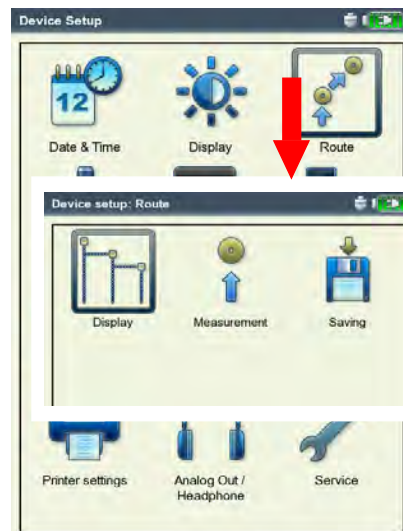 Device Setup
12
Date & Time
Display
Route
Device setup: Route
Display
Measurement
Saving
Printer settings
Analog Out /
Headphone
Service